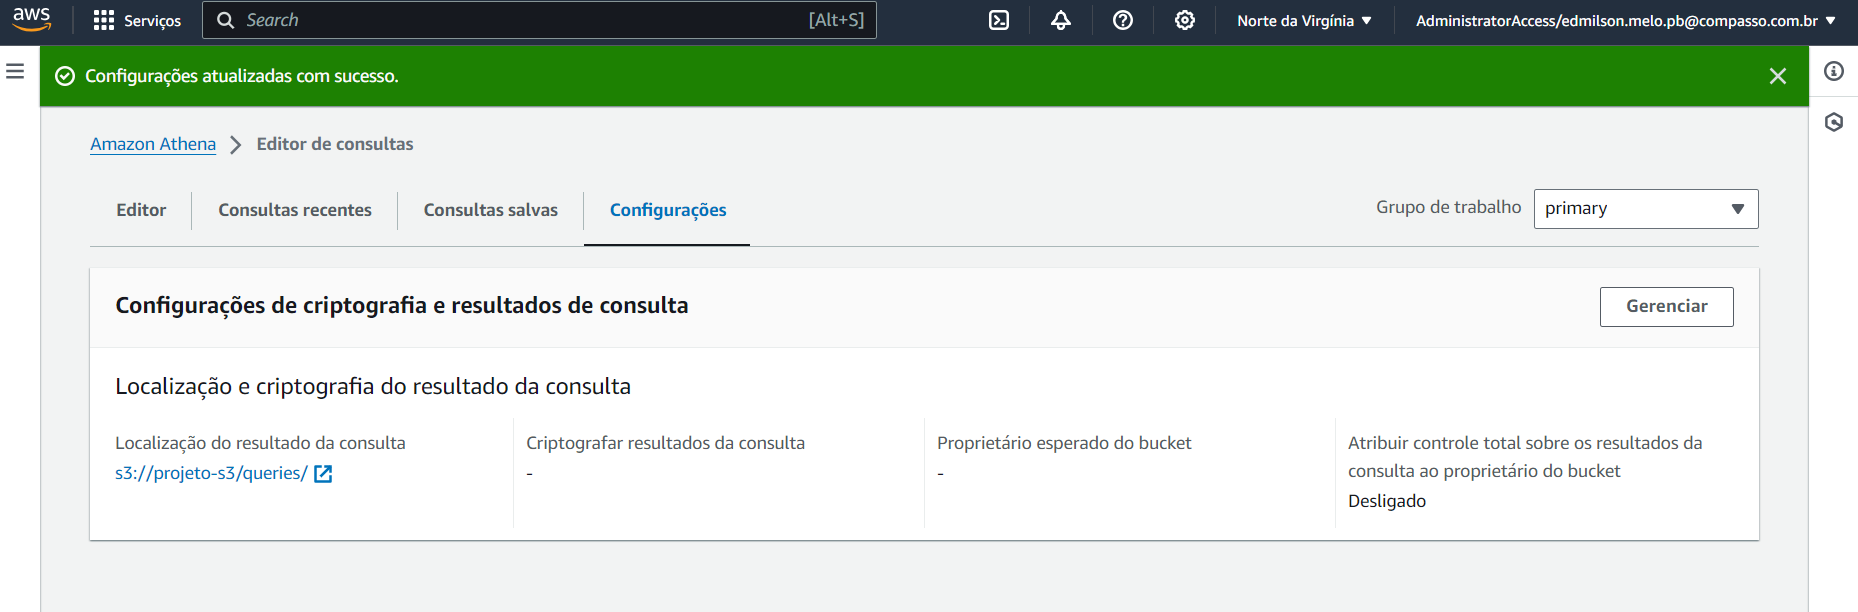 aws
Serviços
Search
[Alt+S]
Norte da Virgínia
AdministratorAccess/edmilson.melo.pb@compasso.com.br
Configurações atualizadas com sucesso.
Amazon Athena
Editor de consultas
Editor
Consultas recentes
Consultas salvas
Configurações
Grupo de trabalho
primary
Configurações de criptografia e resultados de consulta
Gerenciar
Localização e criptografia do resultado da consulta
Localização do resultado da consulta
s3://projeto-s3/queries/
Criptografar resultados da consulta
-
Proprietário esperado do bucket
-
Atribuir controle total sobre os resultados da
consulta ao proprietário do bucket
Desligado